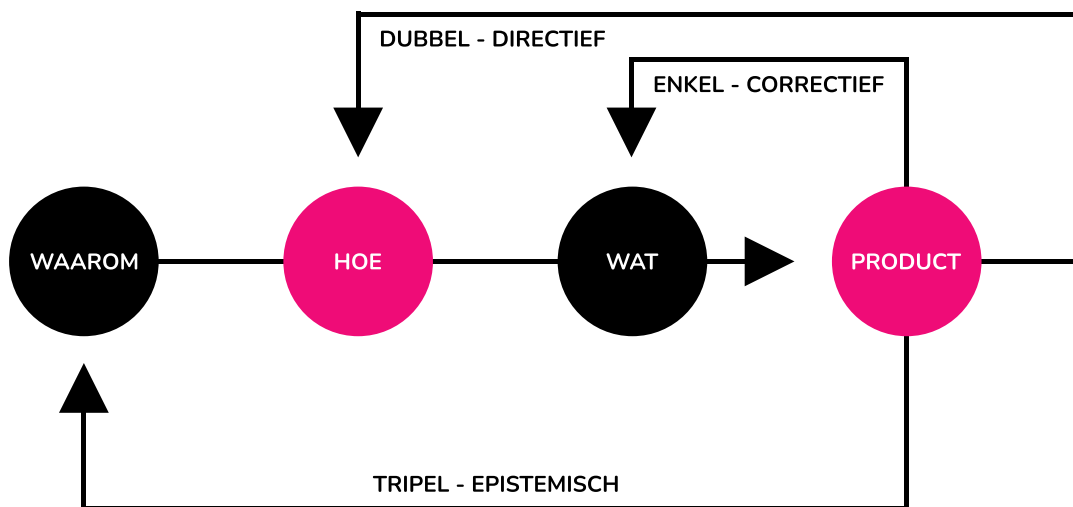 DUBBEL - DIRECTIEF
ENKEL - CORRECTIEF
WAAROM
HOE
WAT
PRODUCT
TRIPEL - EPISTEMISCH